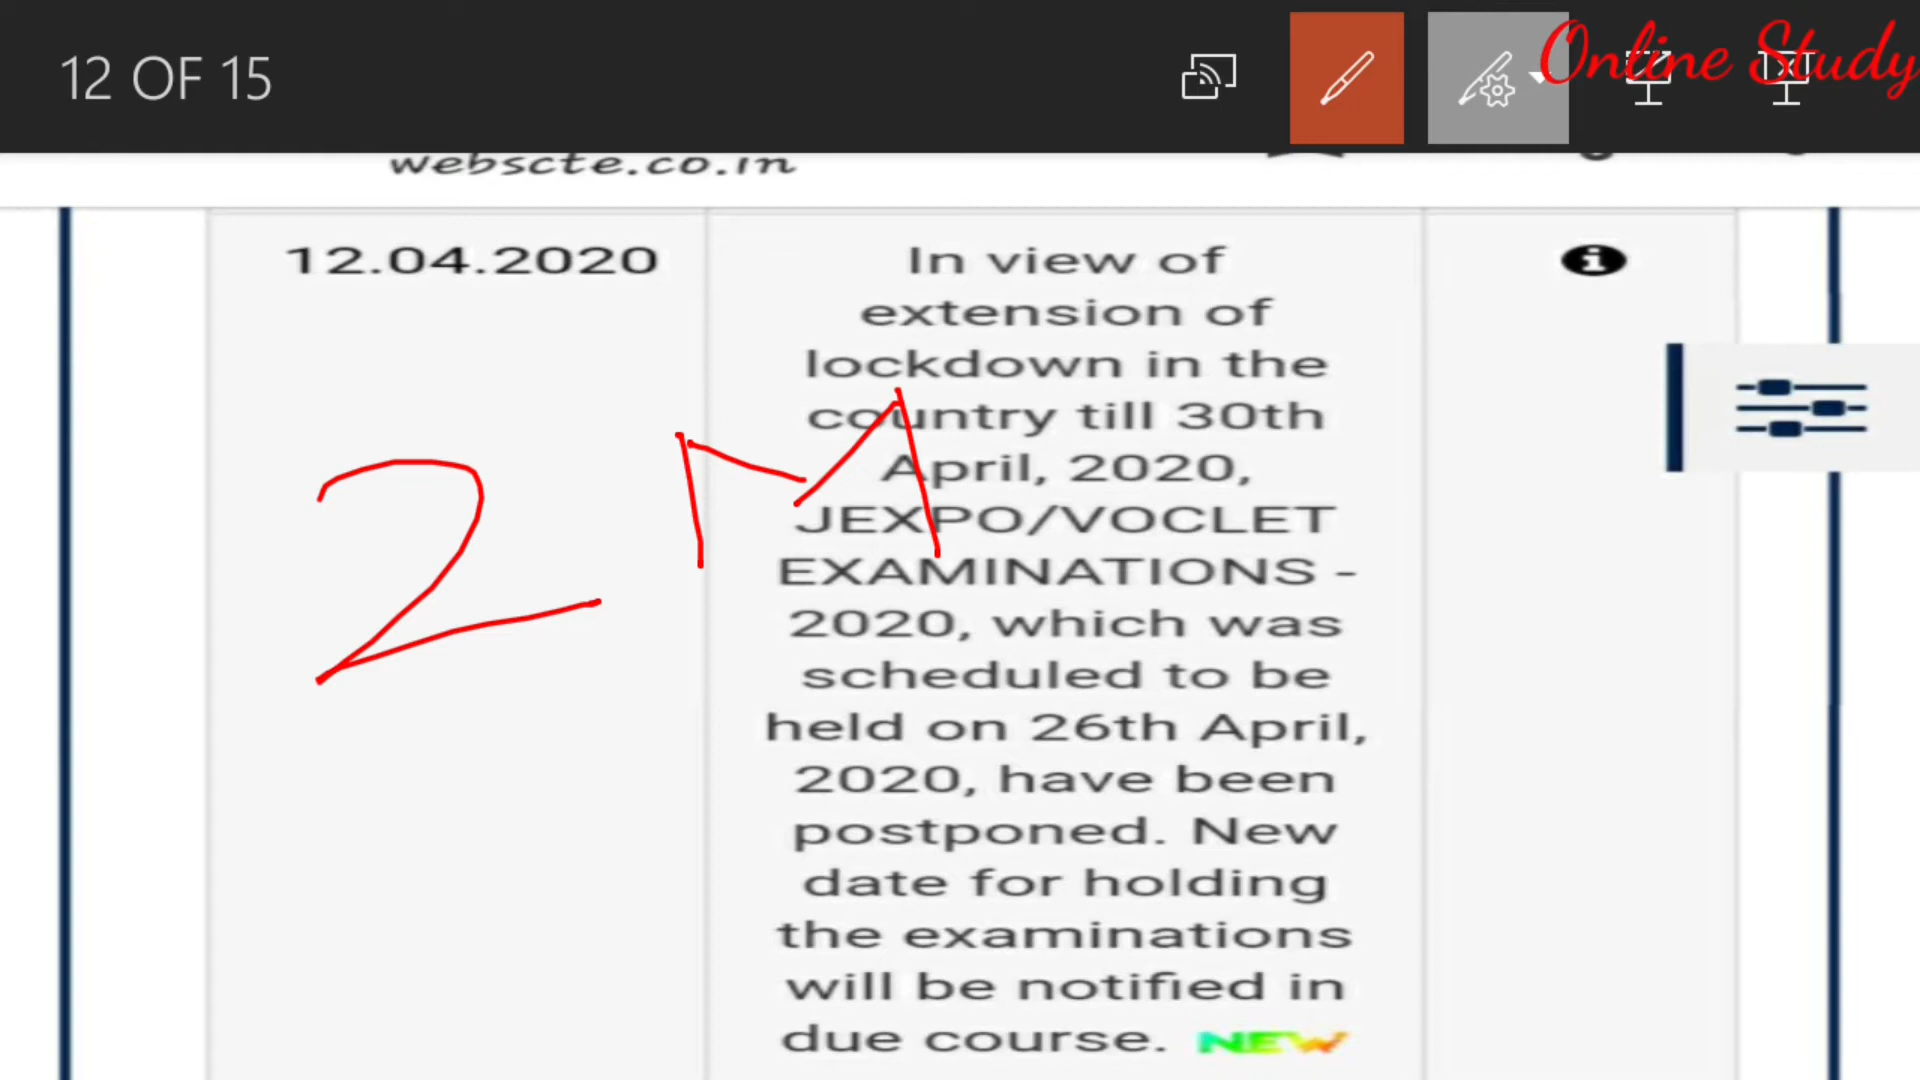 12 OF 15
Online Study
webscte.co.in
12.04.2020
In view of
extension of
lockdown in the
country till 30th
April, 2020,
JEXPO/VOCLET
EXAMINATIONS -
2020, which was
scheduled to be
held on 26th April,
2020, have been
postponed. New
date for holding
the examinations
will be notified in
due course. NEW
2 M